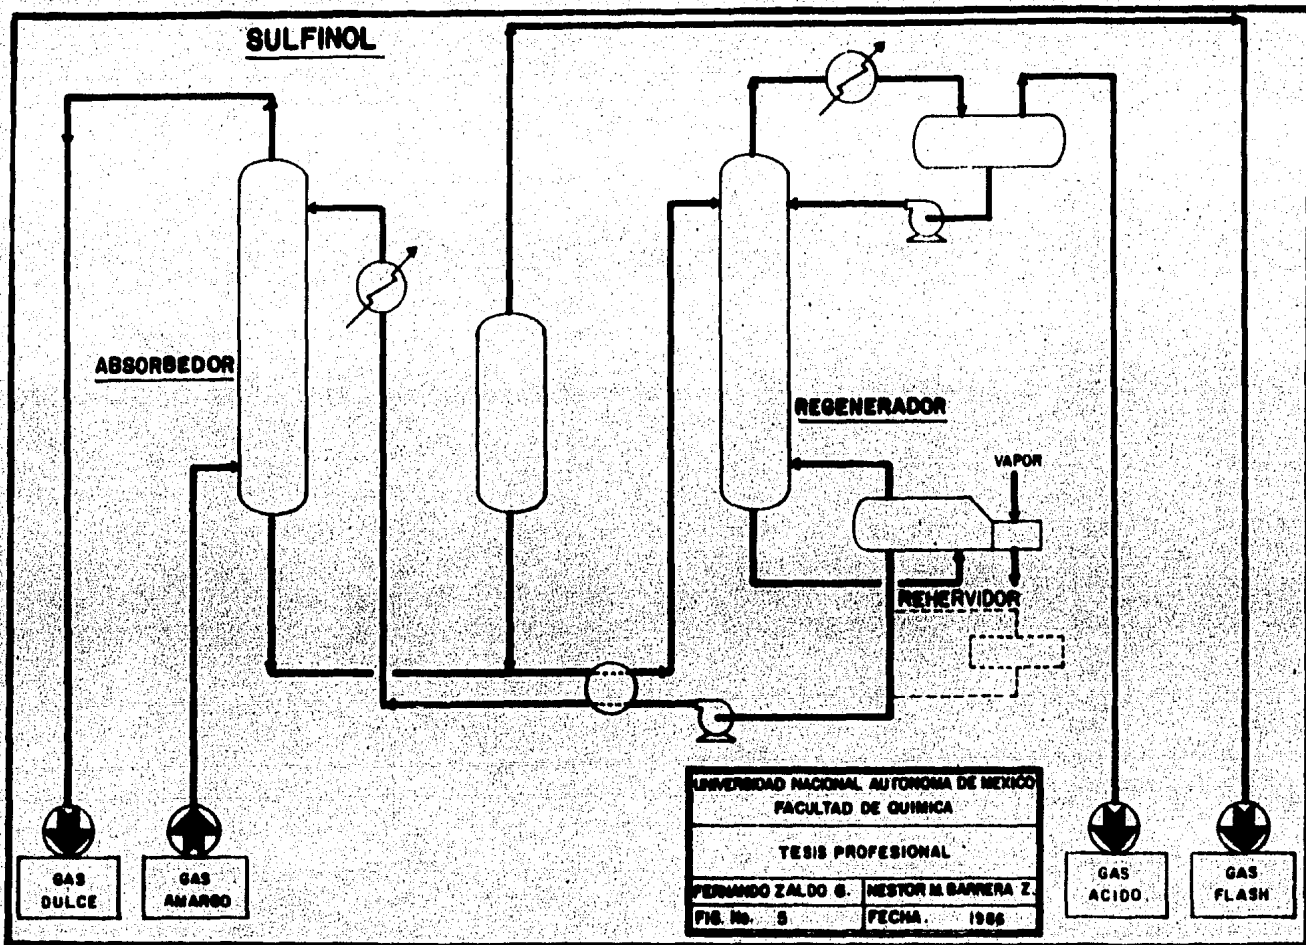 SULFINOL
ABSORBEDOR
REGENERADOR
VAPOR
REHERVIDOR
GAS
DULCE
GAS
AMARGO
UNIVERSIDAD NACIONAL AUTONOMA DE MEXICO
FACULTAD DE QUIMICA
TESIS PROFESIONAL
FERNANDO ZALDO G. NESTOR M. BARRERA Z.
FIG. No. 5 FECHA. 1986
GAS
ACIDO.
GAS
FLASH